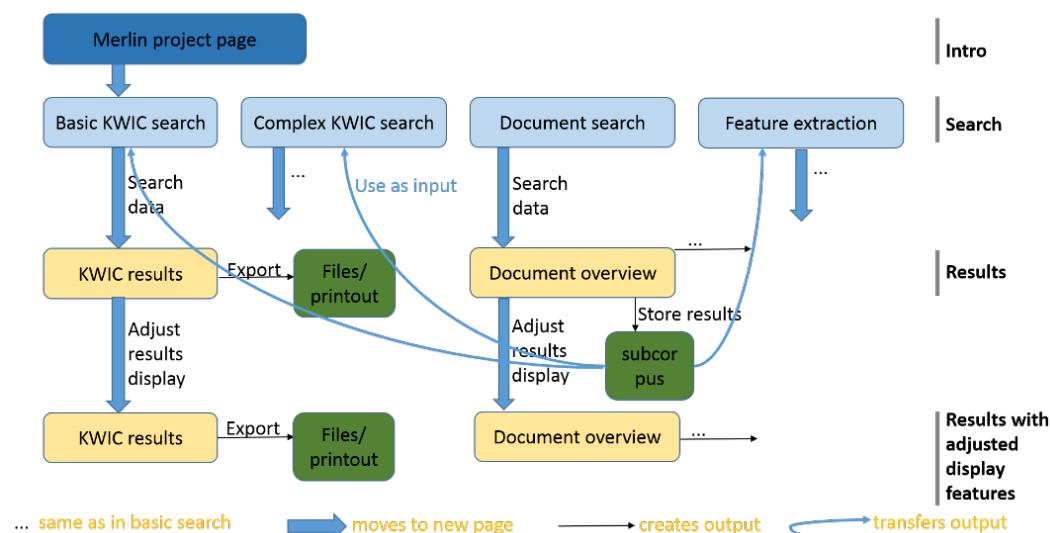 Merlin project page
Intro
Basic KWIC search
Complex KWIC search
Document search
Feature extraction
Search
Search
data
...
Use as input
Search
data
...
KWIC results
Export
Files/
printout
Document overview
...
Results
Store results
Adjust
results
display
Adjust
results
display
subcor
pus
KWIC results
Export
Files/
printout
Document overview
...
Results with
adjusted
display
features
... same as in basic search
moves to new page
creates output
transfers output